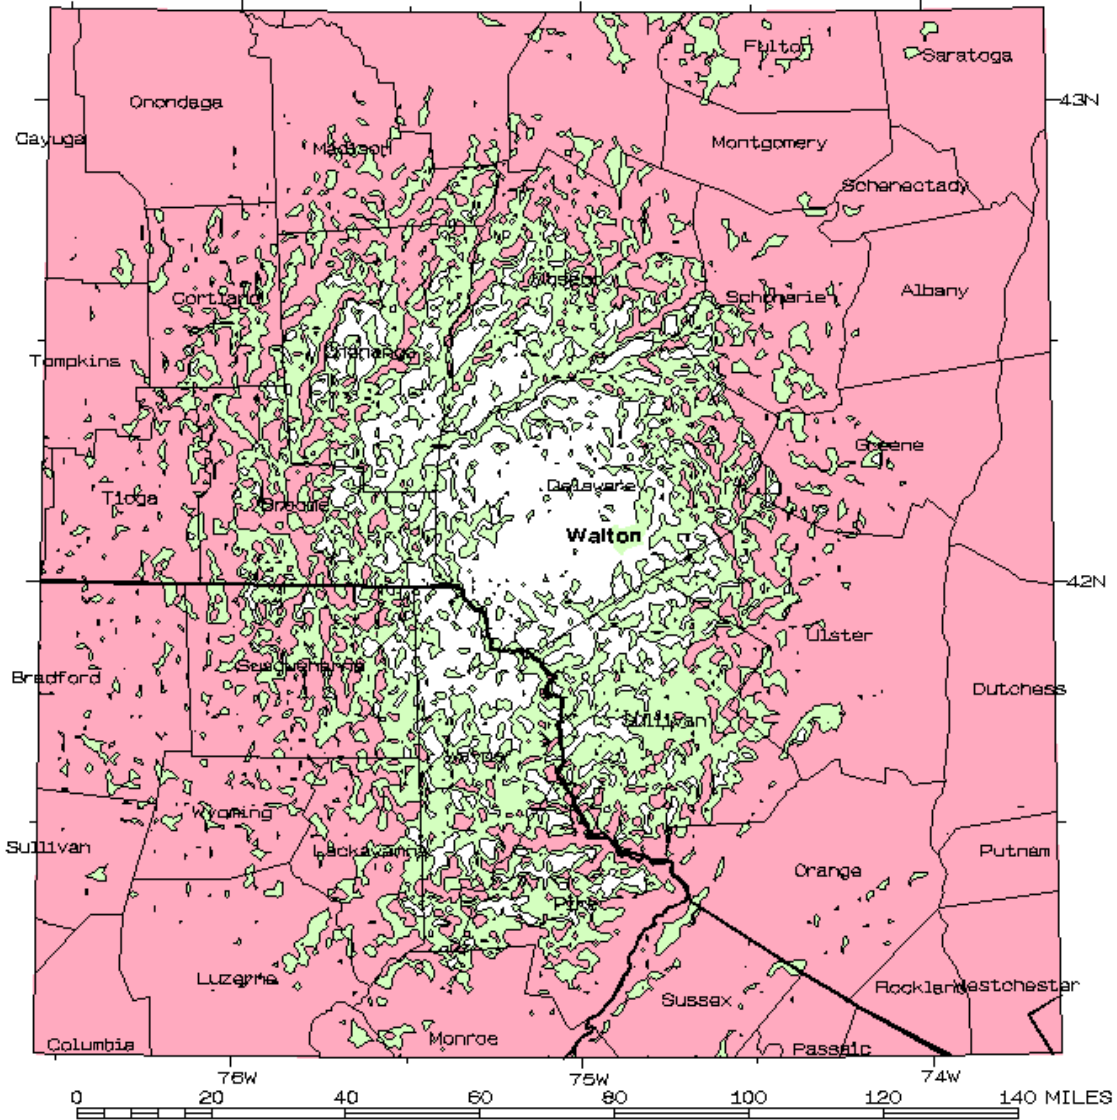 Fulton
Saratoga
Onondaga
43N
Cayuga
Madison
Montgomery
Schenectady
Otsego
Cortland
Schoharie
Albany
Chenango
Tompkins
Greene
Delaware
Tioga
Broome
Walton
42N
Ulster
Susquehanna
Bradford
Dutchess
Sullivan
Wayne
Wyoming
Sullivan
Lackawanna
Putnam
Orange
Pike
Luzerne
Rockland
Westchester
Sussex
Columbia
Monroe
Passaic
76W
75W
74W
0 20 40 60 80 100 120 140 MILES